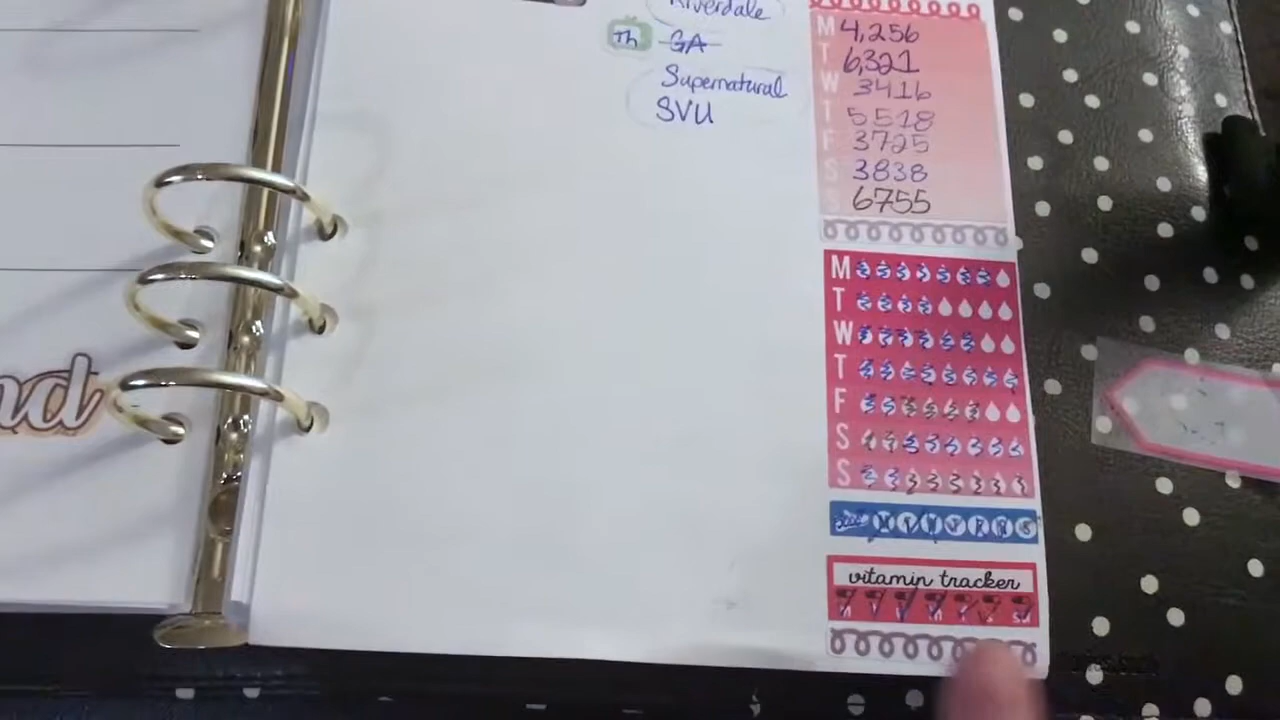 Riverdale
Th GA
Supernatural
SVU
M 4,256
T 6,321
W 3416
T 5518
F 3725
S 3838
S 6755
M
T
W
T
F
S
S
vitamin tracker
nd